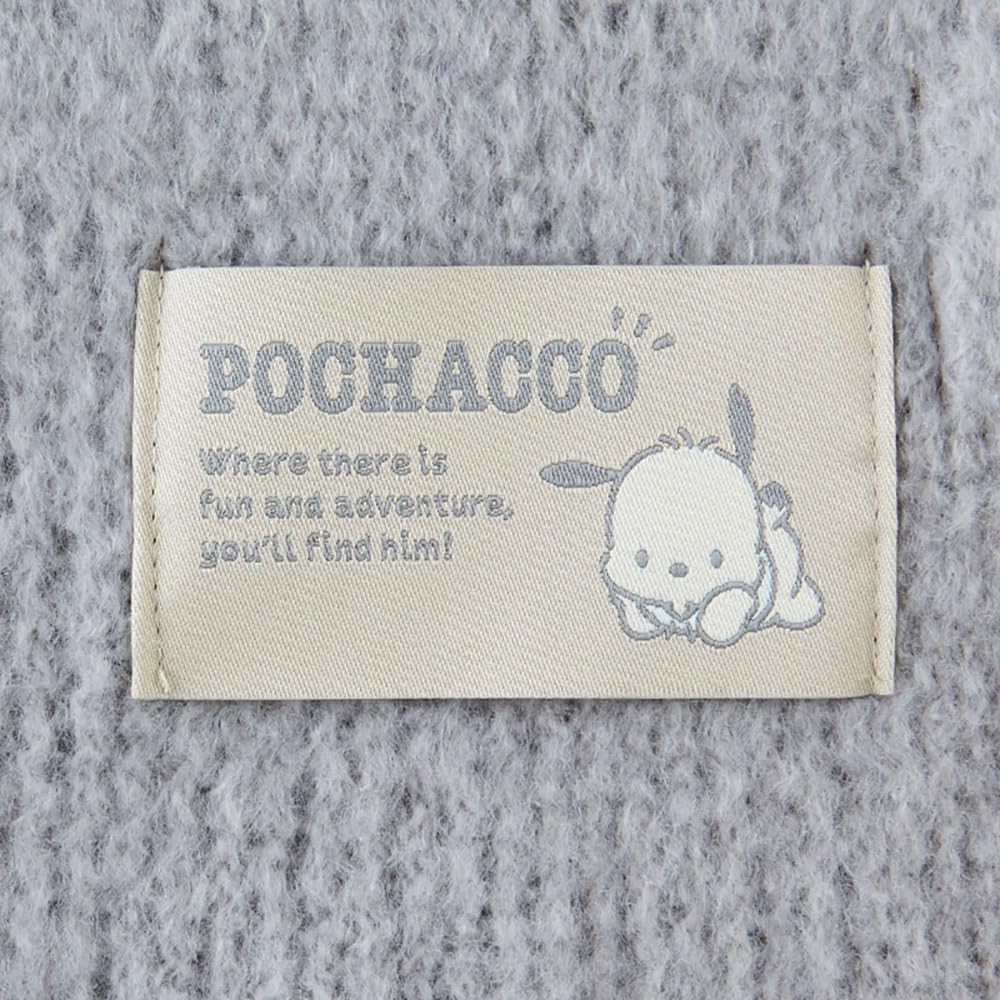 POCHACCO
Where there is
fun and adventure,
you'll find him!